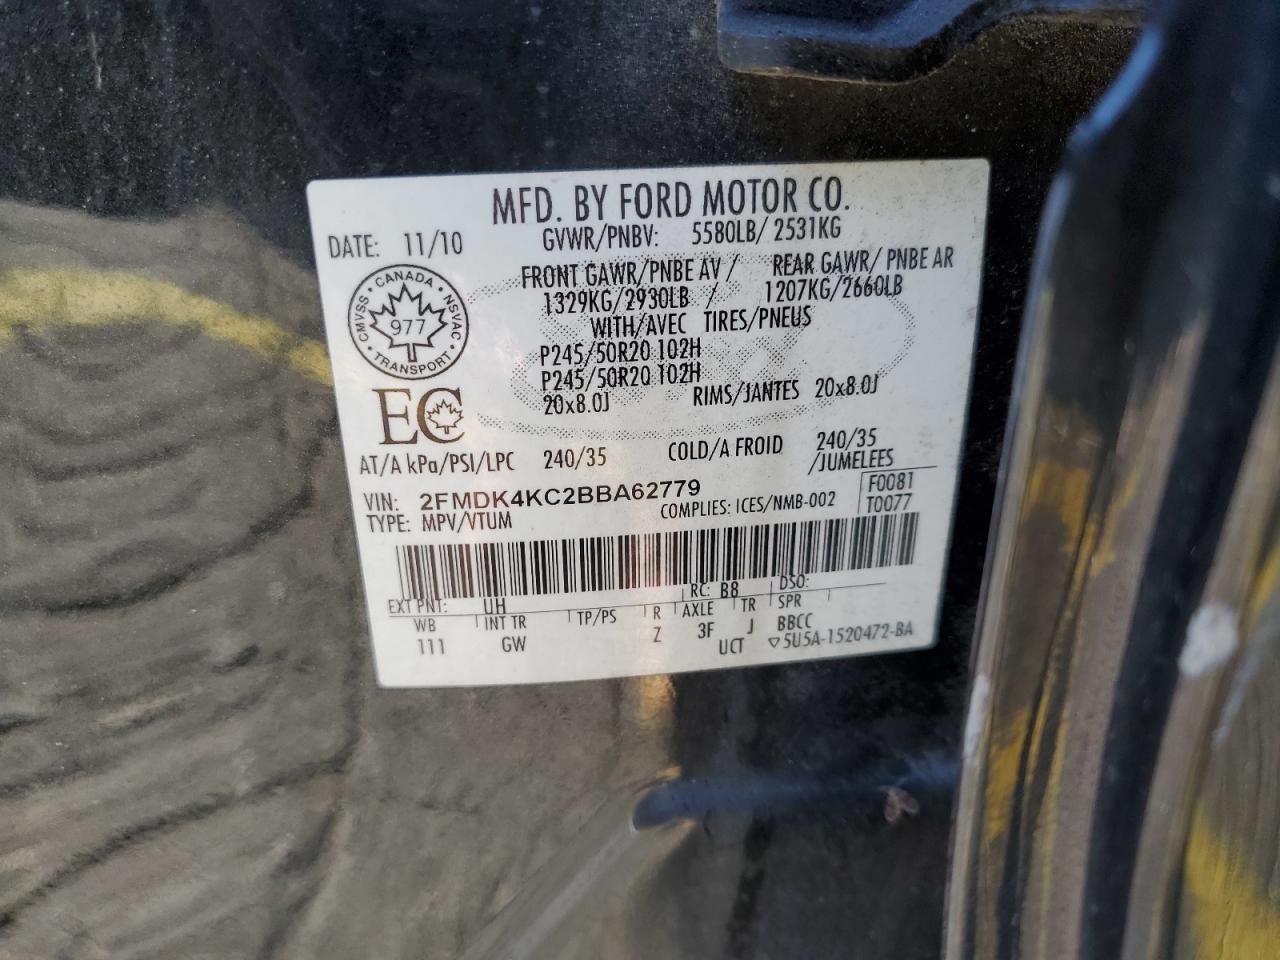 MFD. BY FORD MOTOR CO.
DATE: 11/10 GVWR/PNBV: 5580LB/ 2531KG
FRONT GAWR/PNBE AV / REAR GAWR/ PNBE AR
1329KG/2930LB / 1207KG/2660LB
WITH/AVEC TIRES/PNEUS
P245/50R20 102H
P245/50R20 102H
20x8.0J RIMS/JANTES 20x8.0J
CANADA
CMVSS 977 NSVAC
TRANSPORT
EC
AT/A kPa/PSI/LPC 240/35 COLD/A FROID 240/35
/JUMELEES
VIN: 2FMDK4KC2BBA62779 F0081
TYPE: MPV/VTUM COMPLIES: ICES/NMB-002 T0077
EXT PNT: UH RC: B8 DSO:
WB INT TR TP/PS R AXLE TR SPR
111 GW Z 3F J BBCC
UCT ▽5U5A-1520472-BA